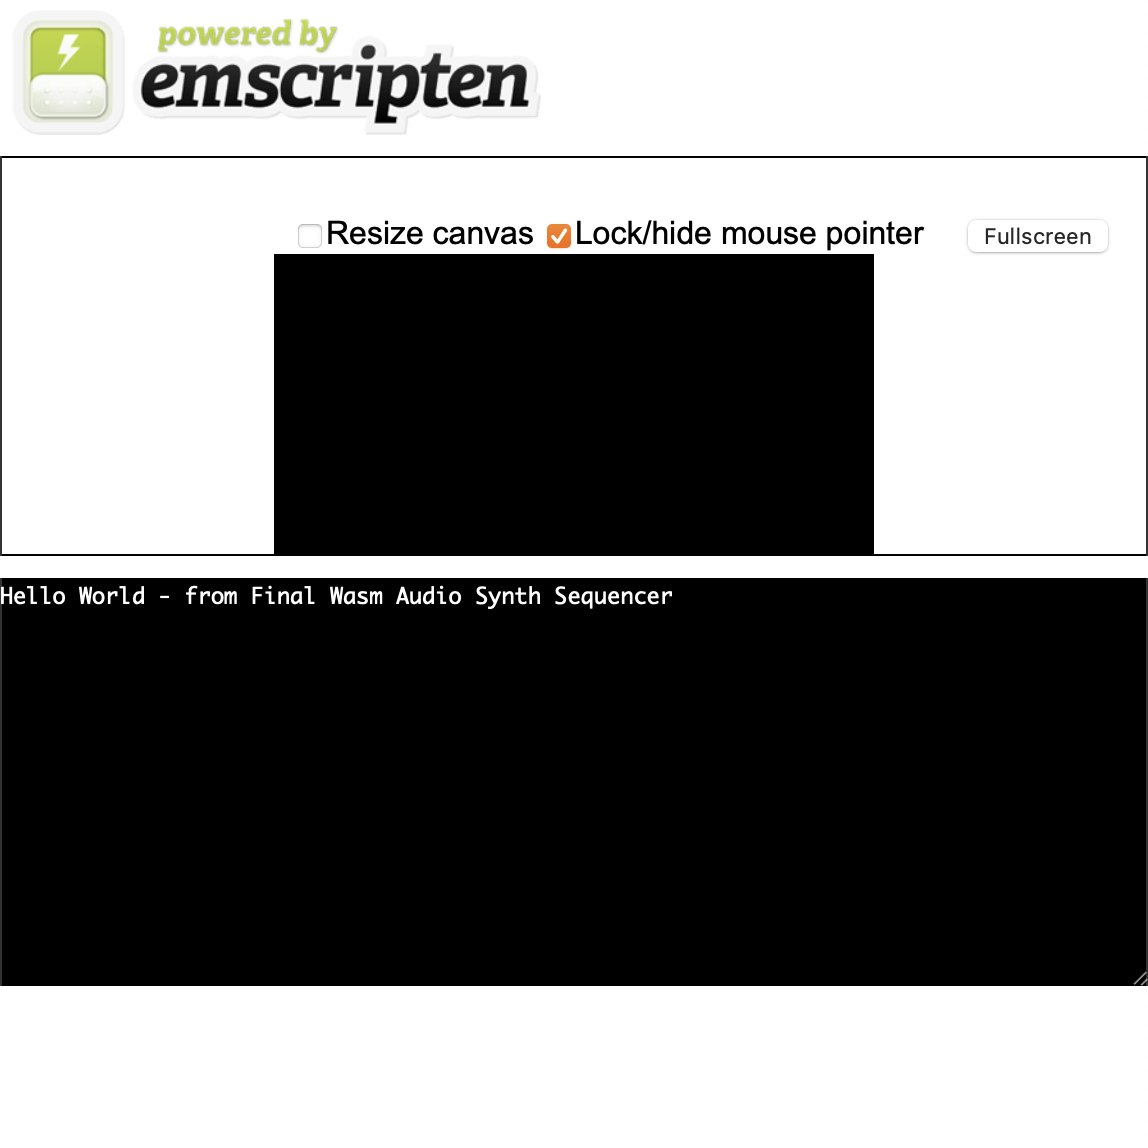 powered by
emscripten
Resize canvas Lock/hide mouse pointer Fullscreen
Hello World - from Final Wasm Audio Synth Sequencer